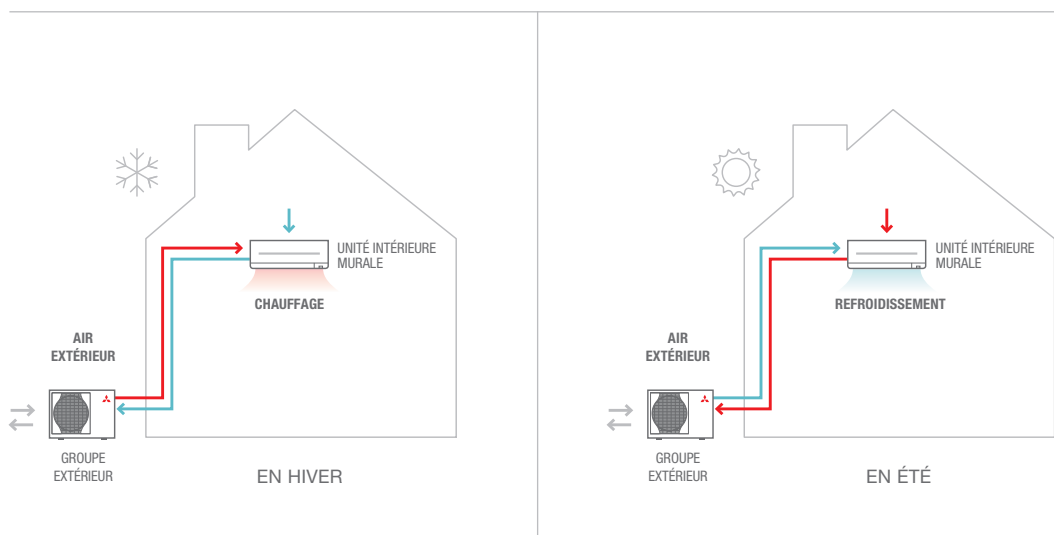 UNITÉ INTÉRIEURE
MURALE
CHAUFFAGE
AIR
EXTÉRIEUR
GROUPE
EXTÉRIEUR
EN HIVER
UNITÉ INTÉRIEURE
MURALE
REFROIDISSEMENT
AIR
EXTÉRIEUR
GROUPE
EXTÉRIEUR
EN ÉTÉ